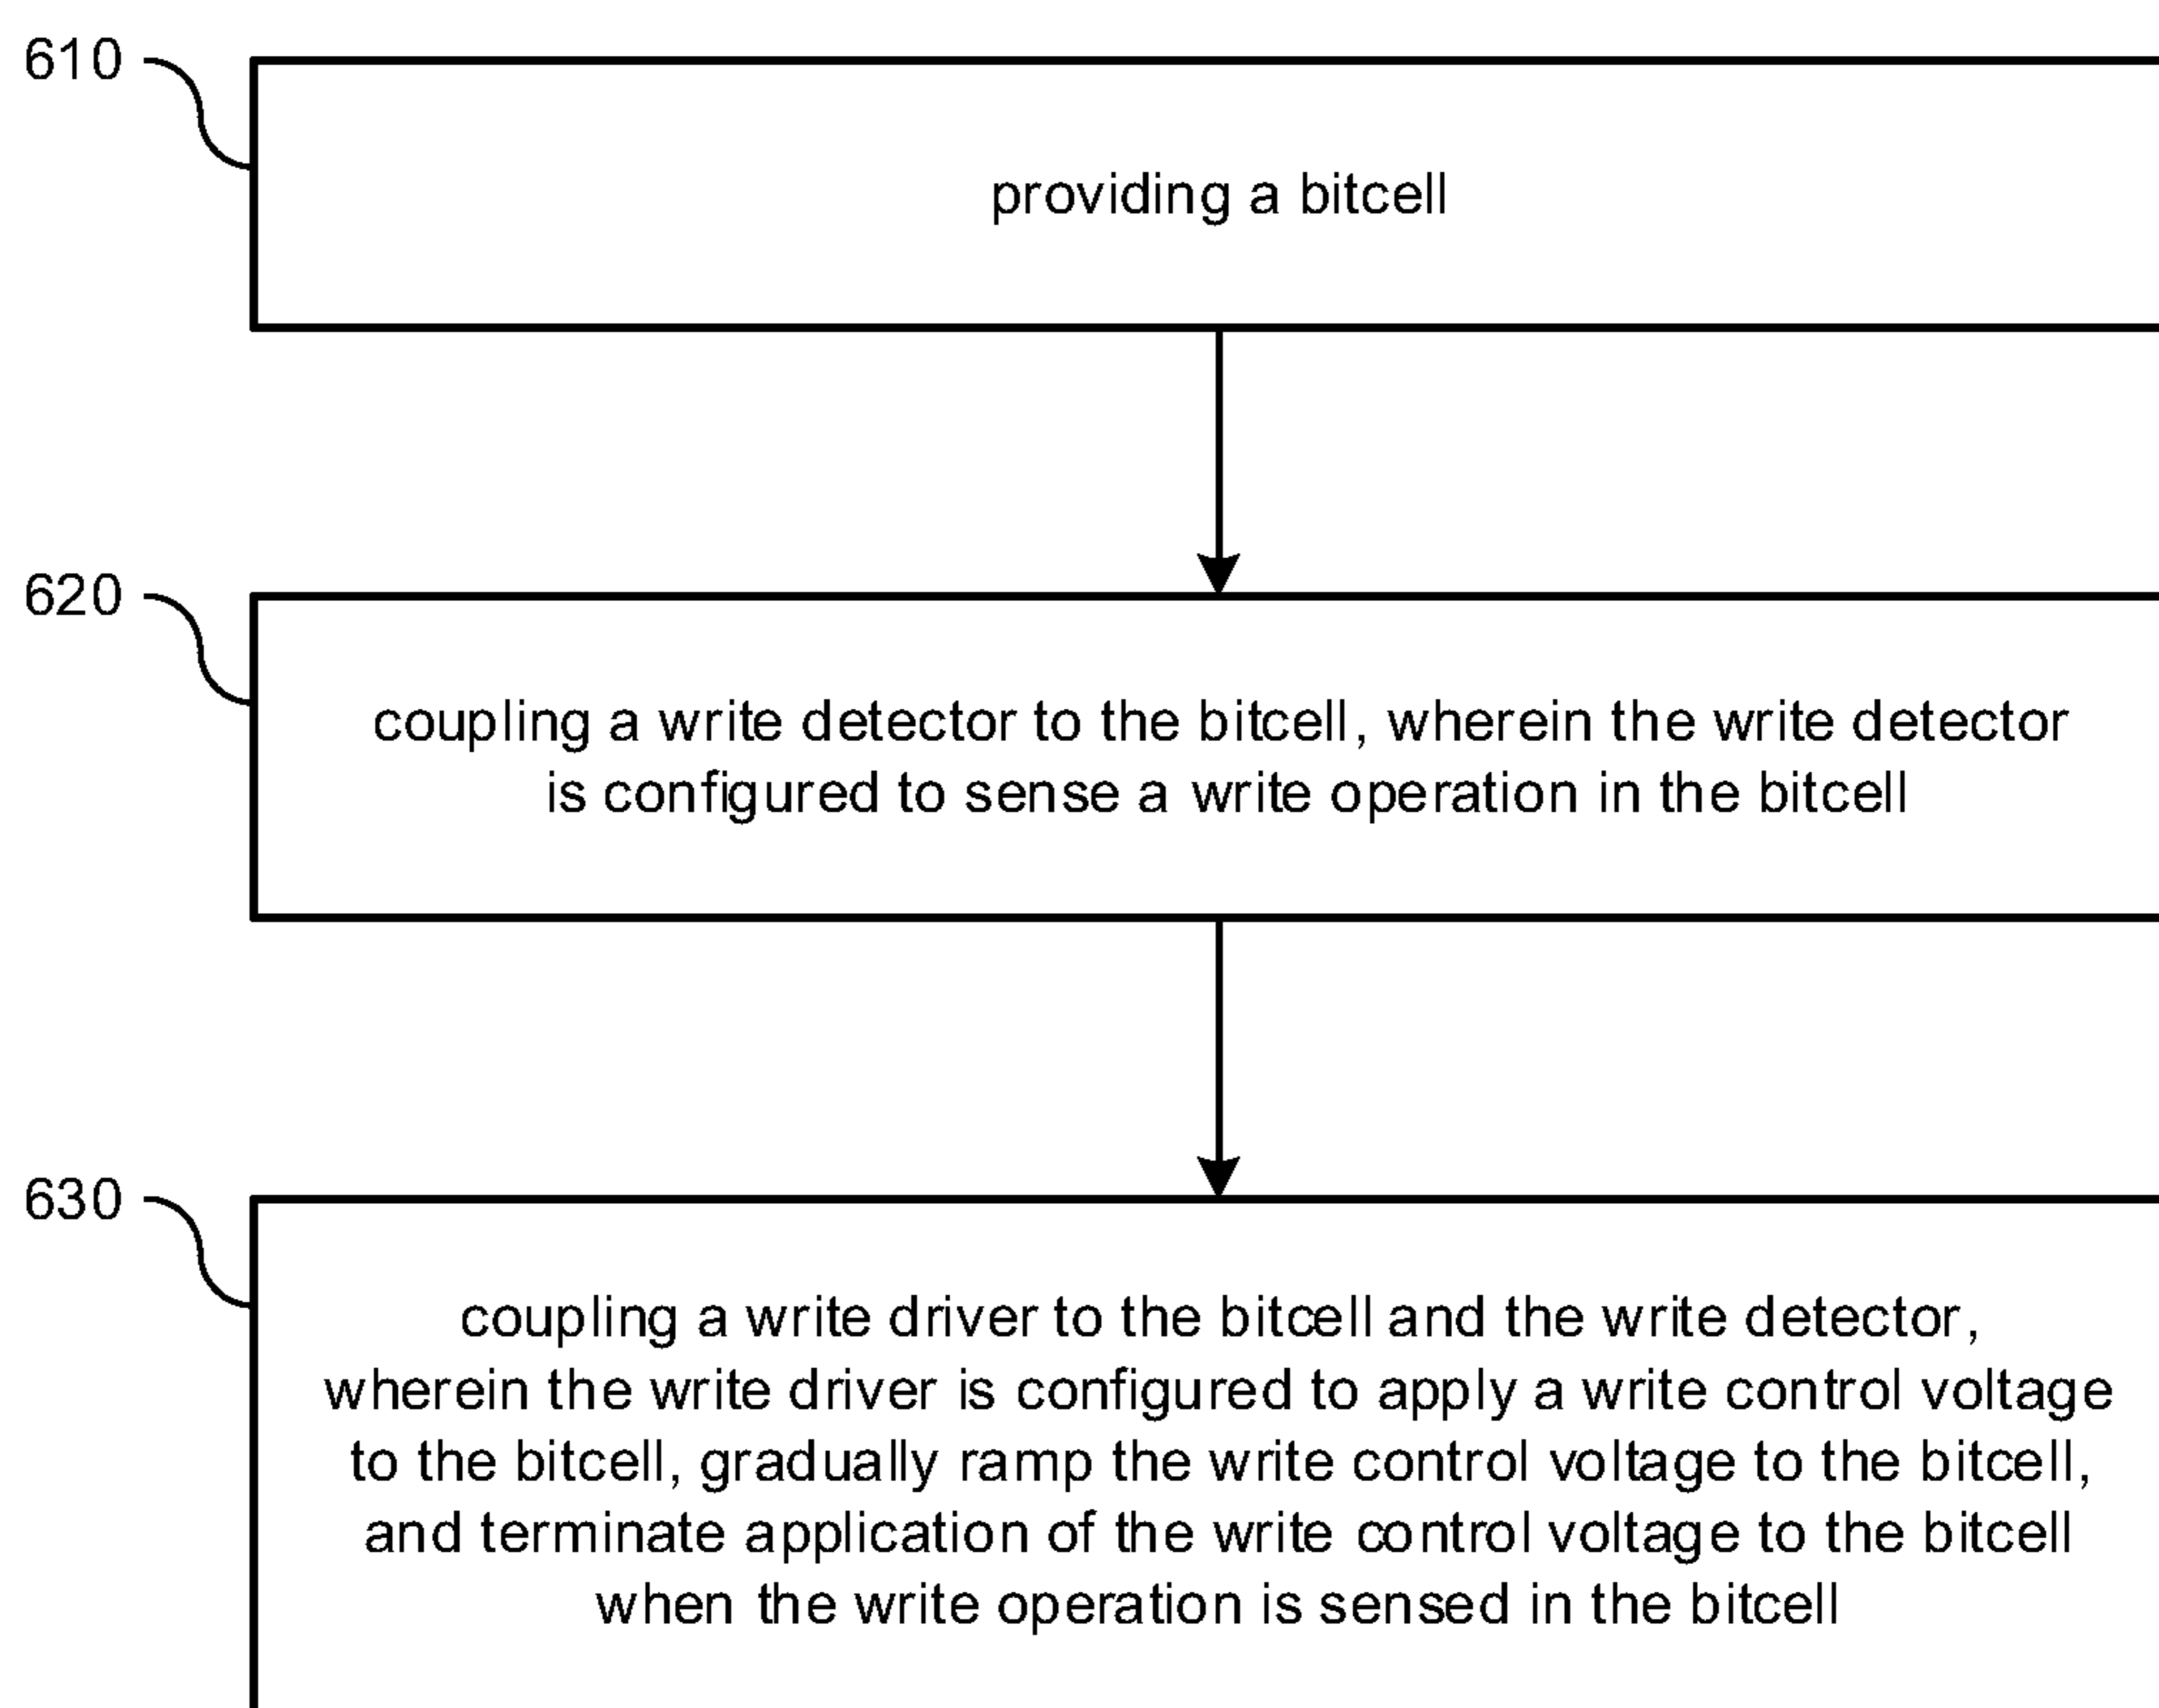 610
providing a bitcell
620
coupling a write detector to the bitcell, wherein the write detector
is configured to sense a write operation in the bitcell
630
coupling a write driver to the bitcell and the write detector,
wherein the write driver is configured to apply a write control voltage
to the bitcell, gradually ramp the write control voltage to the bitcell,
and terminate application of the write control voltage to the bitcell
when the write operation is sensed in the bitcell